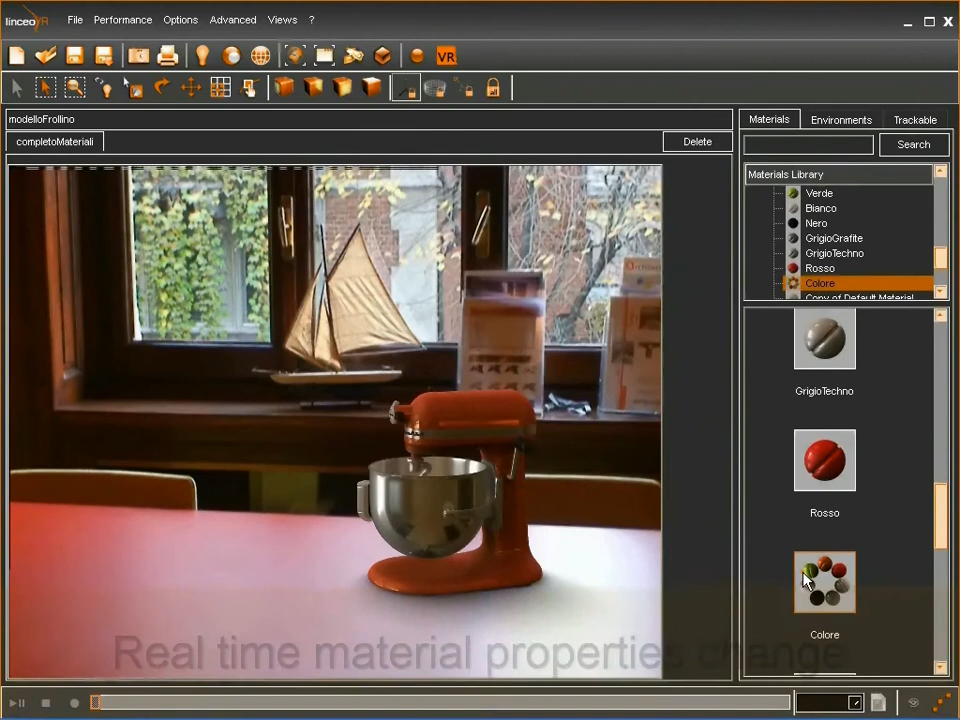 linceoVR
File Performance Options Advanced Views ?
VR
modelloFrollino
completoMateriali
Delete
Materials Environments Trackable
Search
Materials Library
Verde
Bianco
Nero
GrigioGrafite
GrigioTechno
Rosso
Colore
Copy of Default Material
GrigioTechno
Rosso
Colore
Real time material properties change